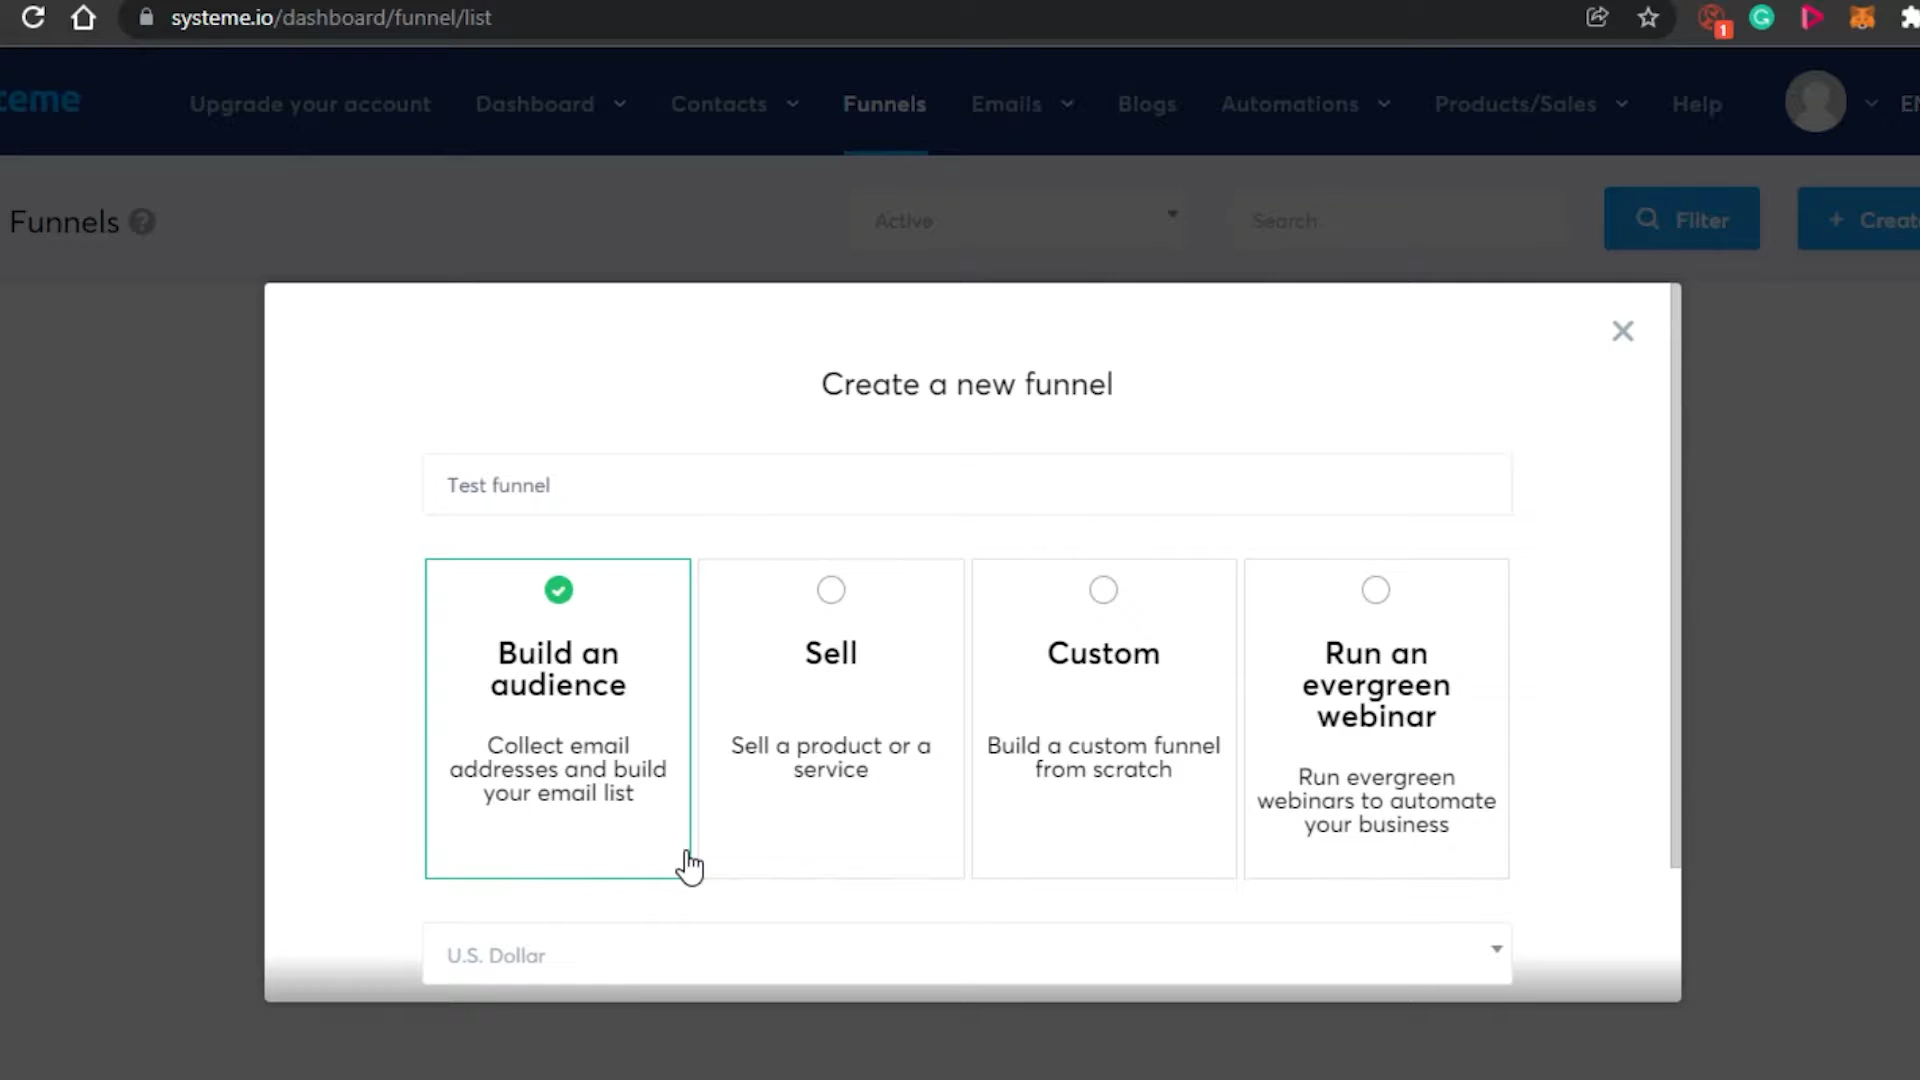 systeme.io/dashboard/funnel/list
1
teme
Upgrade your account Dashboard Contacts Funnels Emails Blogs Automations Products/Sales Help
Funnels ? Active Search Filter
Create a new funnel
Test funnel
Build an
audience
Collect email
addresses and build
your email list
Sell
Sell a product or a
service
Custom
Build a custom funnel
from scratch
Run an
evergreen
webinar
Run evergreen
webinars to automate
your business
U.S. Dollar